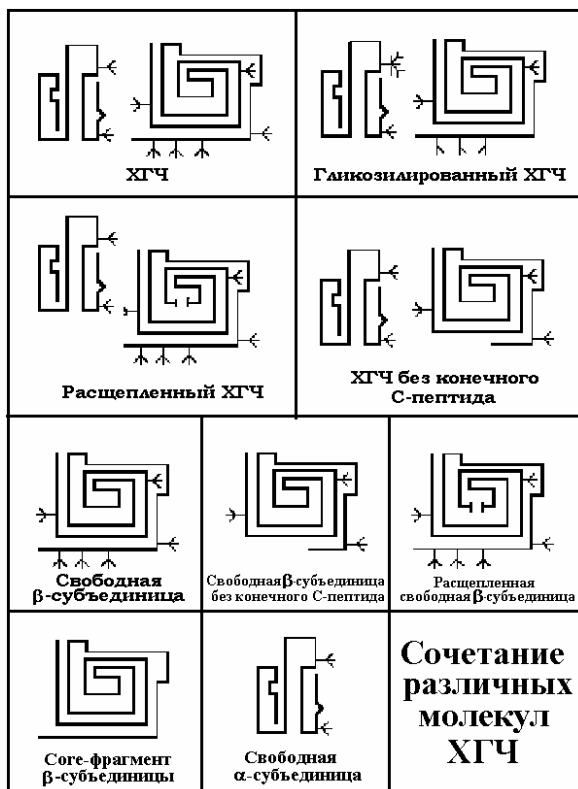 ХГЧ
Гликозилированный ХГЧ
Расщепленный ХГЧ
ХГЧ без конечного
С-пептида
Свободная
β-субъединица
Свободная β-субъединица
без конечного С-пептида
Расщепленная
свободная β-субъединица
Core-фрагмент
β-субъединицы
Свободная
α-субъединица
Сочетание
различных
молекул
ХГЧ